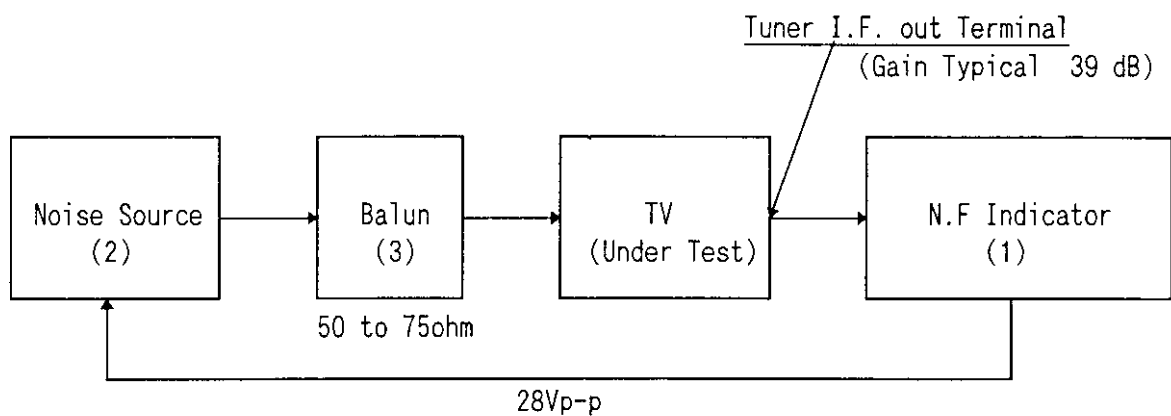 Tuner I.F. out Terminal
(Gain Typical 39 dB)
Noise Source
(2)
Balun
(3)
TV
(Under Test)
N.F Indicator
(1)
50 to 75ohm
28Vp-p